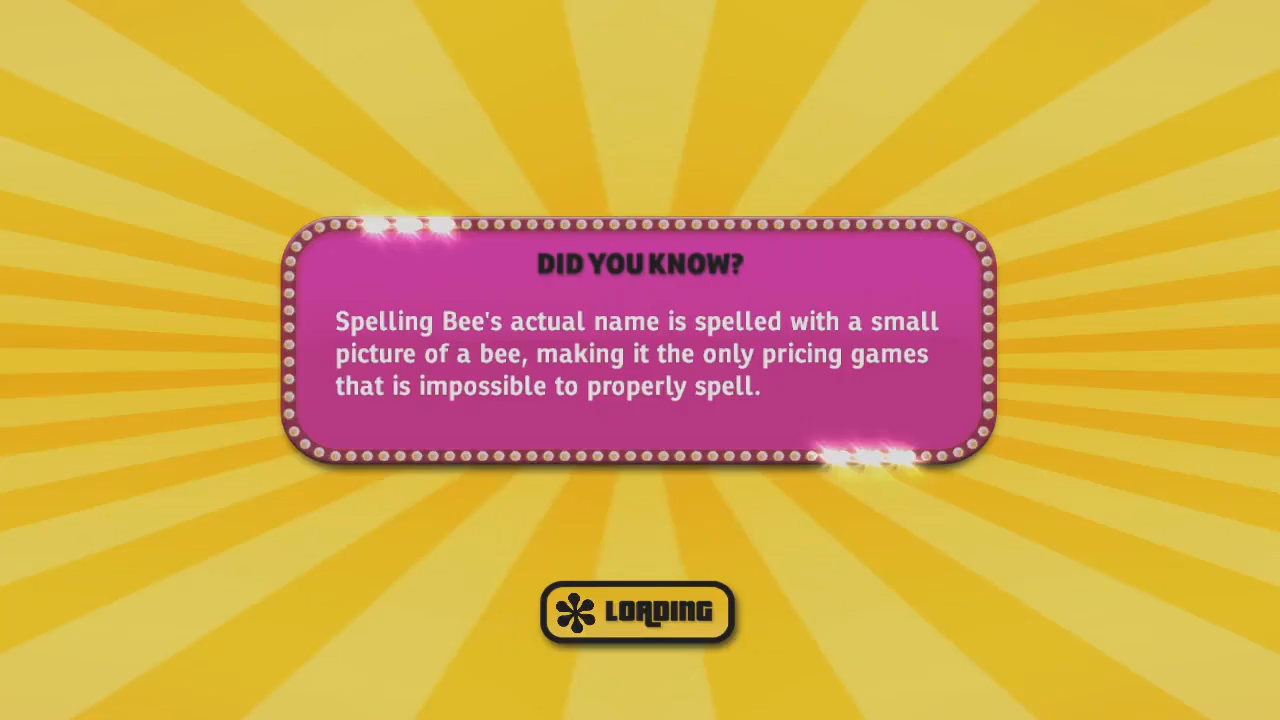 DID YOU KNOW?
Spelling Bee's actual name is spelled with a small
picture of a bee, making it the only pricing games
that is impossible to properly spell.
LOADING